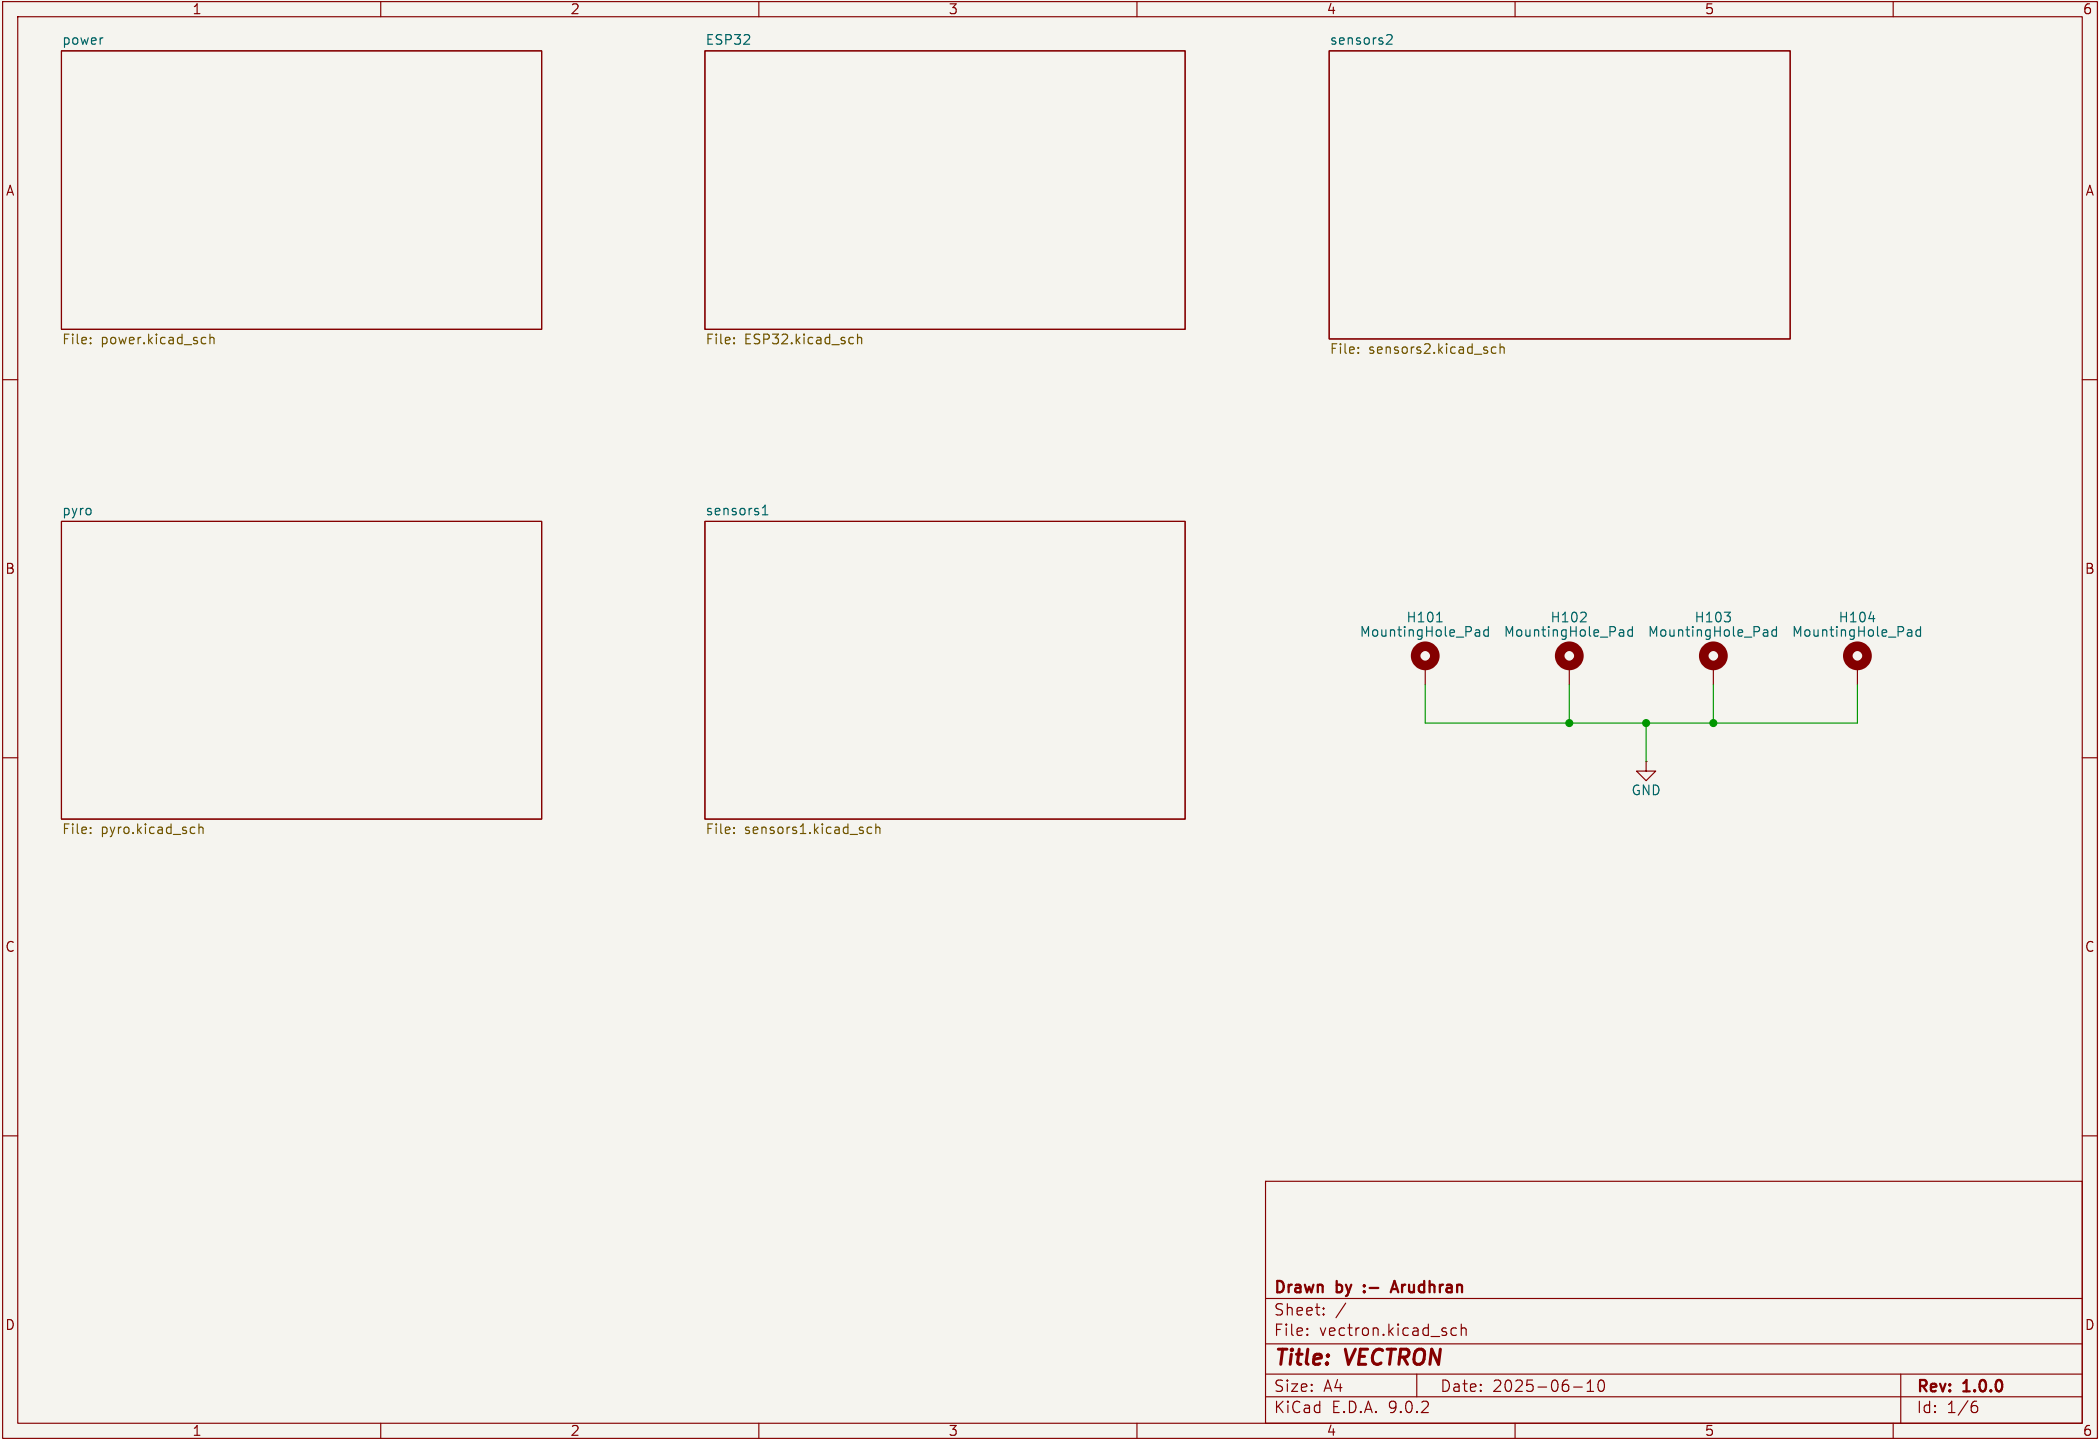 1 2 3 4 5 6
power
ESP32
sensors2
A A
File: power.kicad_sch
File: ESP32.kicad_sch
File: sensors2.kicad_sch
pyro
sensors1
B B
H101 H102 H103 H104
MountingHole_Pad MountingHole_Pad MountingHole_Pad MountingHole_Pad
GND
File: pyro.kicad_sch
File: sensors1.kicad_sch
C C
Drawn by :- Arudhran
Sheet: /
File: vectron.kicad_sch
D D
Title: VECTRON
Size: A4 Date: 2025-06-10 Rev: 1.0.0
KiCad E.D.A. 9.0.2 Id: 1/6
1 2 3 4 5 6